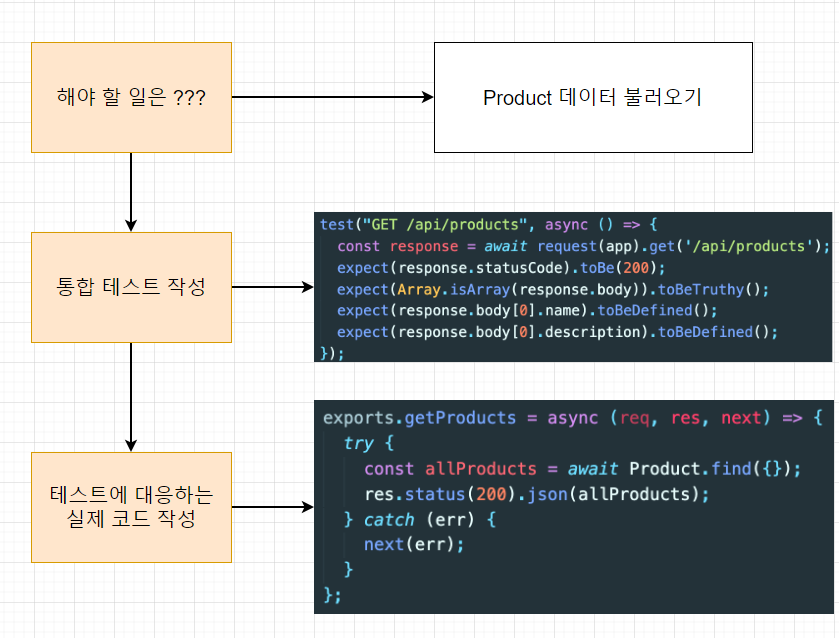 해야 할 일은 ???
Product 데이터 불러오기
통합 테스트 작성
test("GET /api/products", async () => {
const response = await request(app).get('/api/products');
expect(response.statusCode).toBe(200);
expect(Array.isArray(response.body)).toBeTruthy();
expect(response.body[0].name).toBeDefined();
expect(response.body[0].description).toBeDefined();
});
테스트에 대응하는
실제 코드 작성
exports.getProducts = async (req, res, next) => {
try {
const allProducts = await Product.find({});
res.status(200).json(allProducts);
} catch (err) {
next(err);
}
};